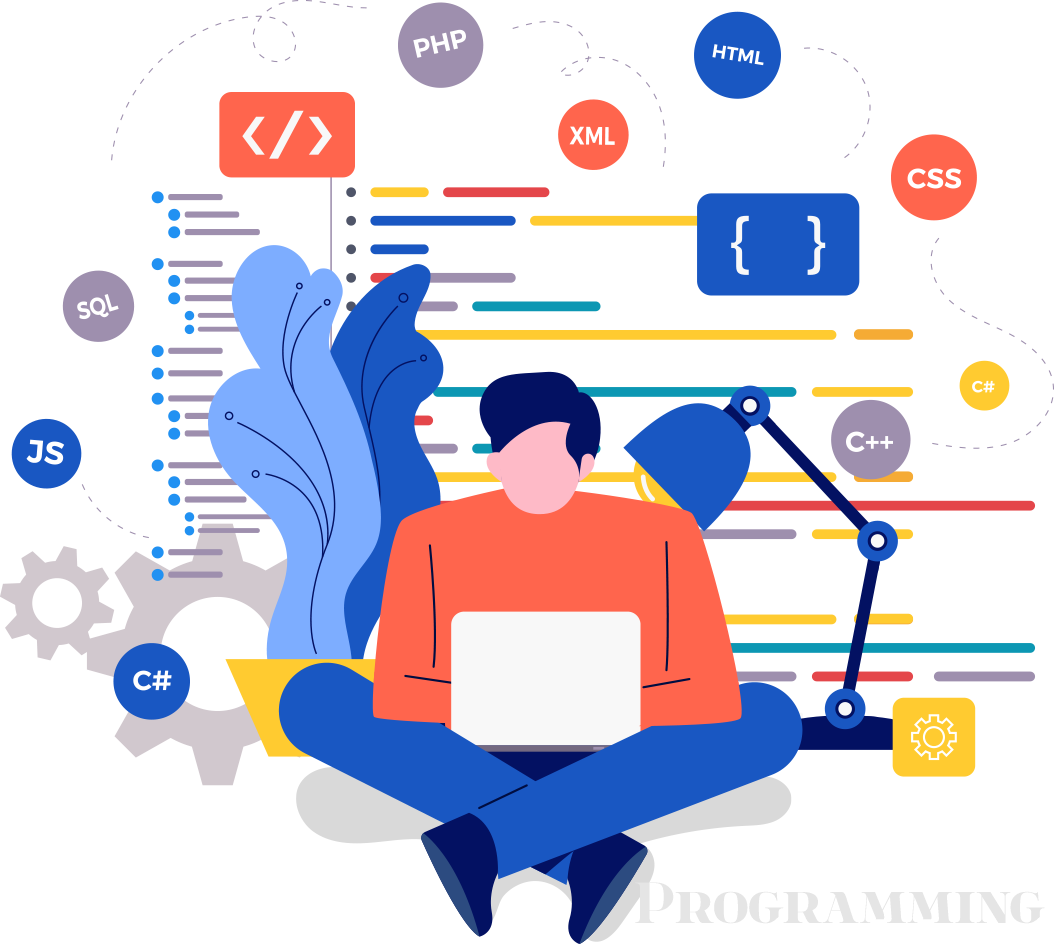 PHP
HTML
</>
XML
CSS
{ }
SQL
C#
C++
JS
C#
PROGRAMMING